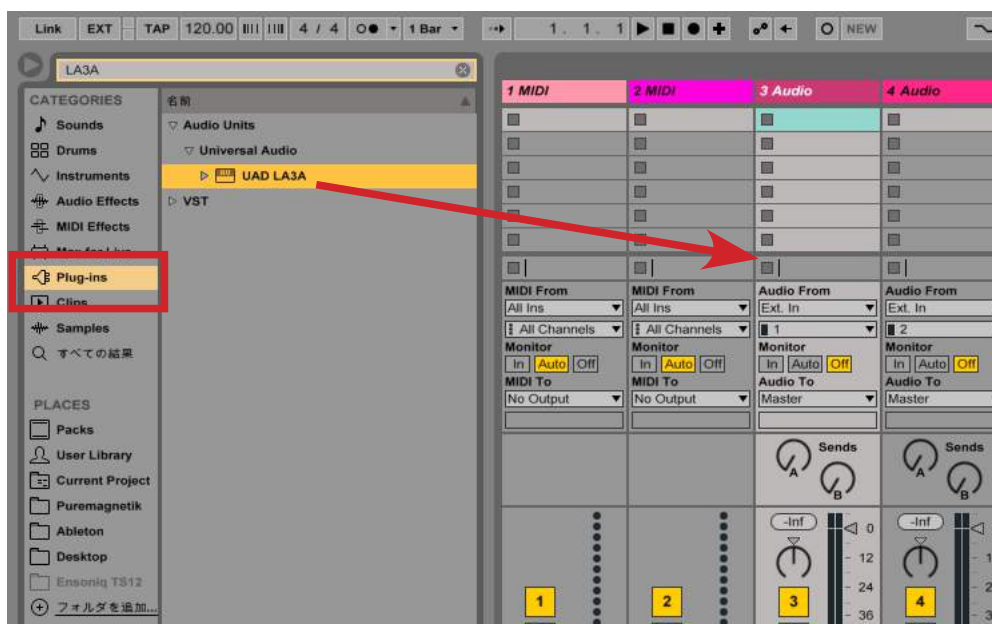 Link EXT TAP 120.00 4 / 4 1 Bar 1. 1. 1 NEW
LA3A
CATEGORIES
Sounds
Drums
Instruments
Audio Effects
MIDI Effects
Max for Live
Plug-ins
Clips
Samples
すべての結果
PLACES
Packs
User Library
Current Project
Puremagnetik
Ableton
Desktop
Ensoniq TS12
フォルダを追加...
名前
Audio Units
Universal Audio
UAD LA3A
VST
1 MIDI 2 MIDI 3 Audio 4 Audio
MIDI From MIDI From Audio From Audio From
All Ins All Ins Ext. In Ext. In
All Channels All Channels 1 2
Monitor Monitor Monitor Monitor
In Auto Off In Auto Off In Auto Off In Auto Off
MIDI To MIDI To Audio To Audio To
No Output No Output Master Master
Sends Sends
A A
B B
-Inf 0 -Inf
12
24
36
1 2 3 4